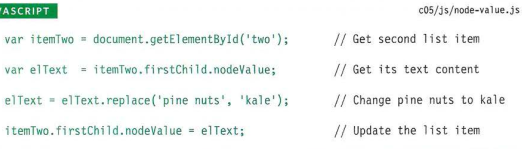 JAVASCRIPT c05/js/node-value.js
var itemTwo = document.getElementById('two'); // Get second list item
var elText = itemTwo.firstChild.nodeValue; // Get its text content
elText = elText.replace('pine nuts', 'kale'); // Change pine nuts to kale
itemTwo.firstChild.nodeValue = elText; // Update the list item